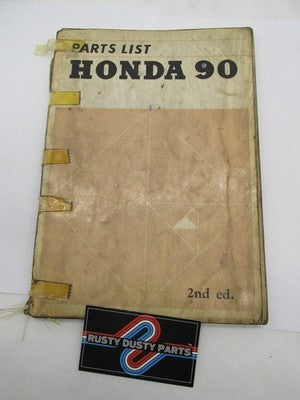 PARTS LIST
HONDA 90
2nd ed.
RUSTY DUSTY PARTS